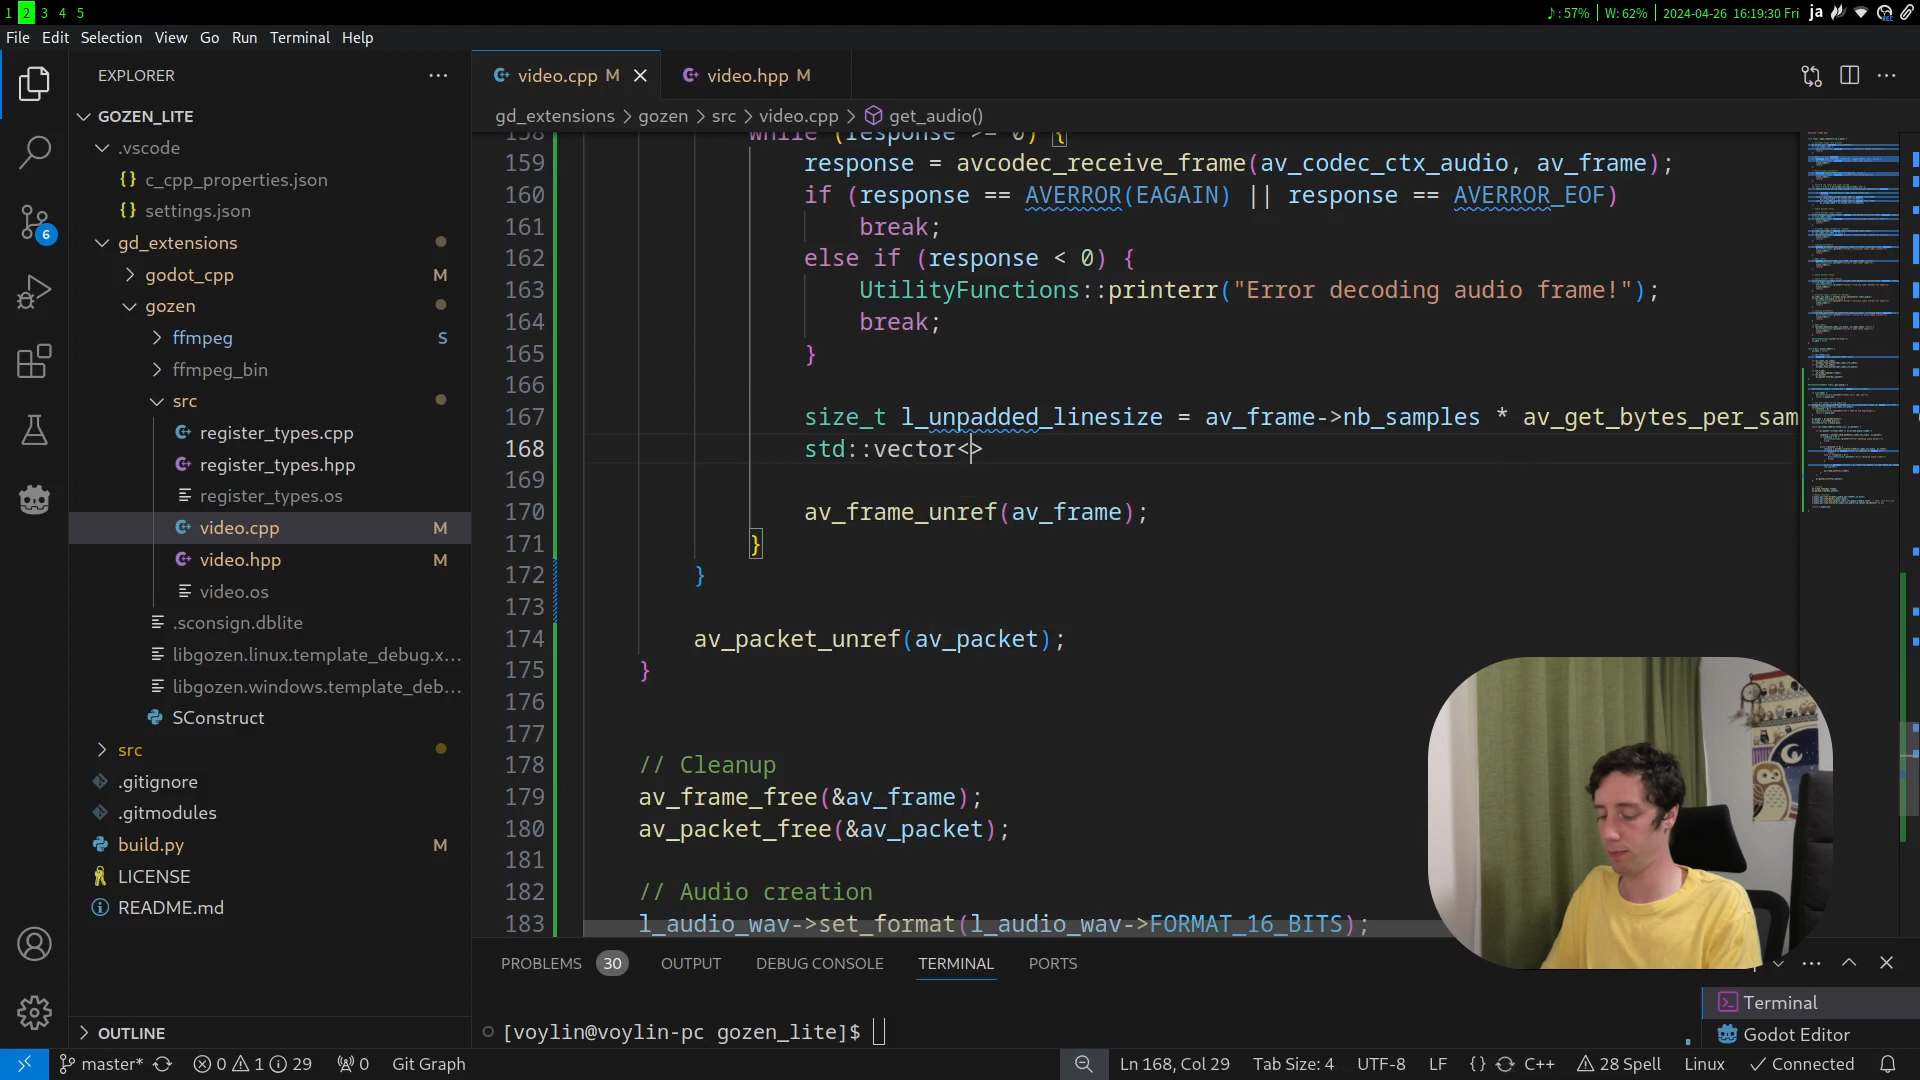 1 2 3 4 5
♪: 57% | W: 62% | 2024-04-26 16:19:30 Fri ja
File Edit Selection View Go Run Terminal Help
EXPLORER
GOZEN_LITE
.vscode
c_cpp_properties.json
settings.json
gd_extensions
godot_cpp M
gozen
ffmpeg S
ffmpeg_bin
src
register_types.cpp
register_types.hpp
register_types.os
video.cpp M
video.hpp M
video.os
.sconsign.dblite
libgozen.linux.template_debug.x...
libgozen.windows.template_deb...
SConstruct
src
.gitignore
.gitmodules
build.py M
LICENSE
README.md
OUTLINE
6
video.cpp M
video.hpp M
gd_extensions > gozen > src > video.cpp > get_audio()
158 while (response >= 0) {
159 response = avcodec_receive_frame(av_codec_ctx_audio, av_frame);
160 if (response == AVERROR(EAGAIN) || response == AVERROR_EOF)
161 break;
162 else if (response < 0) {
163 UtilityFunctions::printerr("Error decoding audio frame!");
164 break;
165 }
166
167 size_t l_unpadded_linesize = av_frame->nb_samples * av_get_bytes_per_sam
168 std::vector<>
169
170 av_frame_unref(av_frame);
171 }
172 }
173
174 av_packet_unref(av_packet);
175 }
176
177
178 // Cleanup
179 av_frame_free(&av_frame);
180 av_packet_free(&av_packet);
181
182 // Audio creation
183 l_audio_wav->set_format(l_audio_wav->FORMAT_16_BITS);
PROBLEMS 30 OUTPUT DEBUG CONSOLE TERMINAL PORTS
[voylin@voylin-pc gozen_lite]$
Terminal
Godot Editor
master* 0 1 29 0 Git Graph Ln 168, Col 29 Tab Size: 4 UTF-8 LF {} C++ 28 Spell Linux Connected